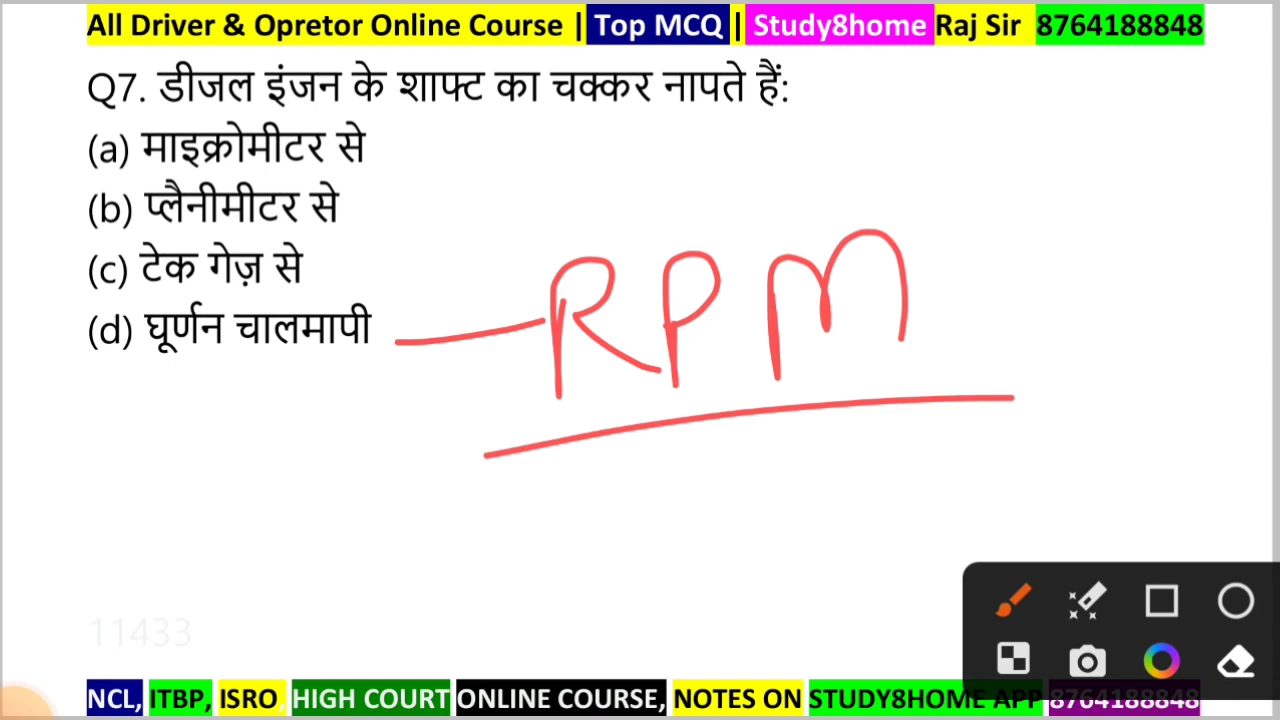 All Driver & Opretor Online Course | Top MCQ | Study8home Raj Sir 8764188848
Q7. डीजल इंजन के शाफ्ट का चक्कर नापते हैं:
(a) माइक्रोमीटर से
(b) प्लैनीमीटर से
(c) टेक गेज़ से
(d) घूर्णन चालमापी
RPM
11433
NCL, ITBP, ISRO, HIGH COURT ONLINE COURSE, NOTES ON STUDY8HOME APP 8764188848